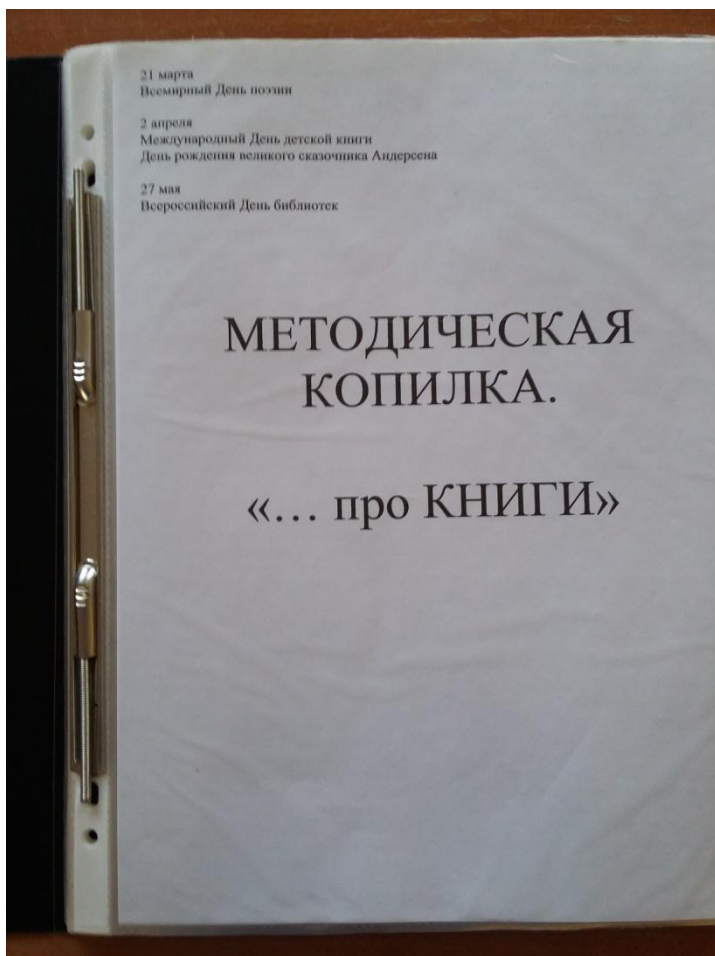 21 марта
Всемирный День поэзии
2 апреля
Международный День детской книги
День рождения великого сказочника Андерсена
27 мая
Всероссийский День библиотек
МЕТОДИЧЕСКАЯ
КОПИЛКА.
«... про КНИГИ»